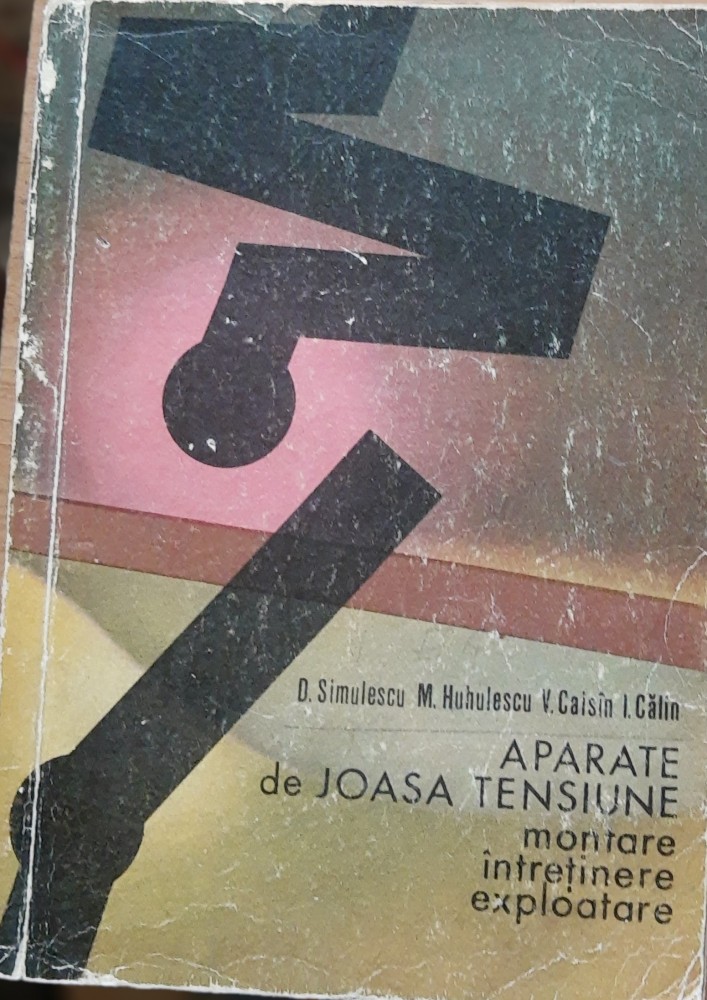 D. Simulescu M. Huhulescu V. Caisîn I. Călin
APARATE
de JOASA TENSIUNE
montare
întreținere
exploatare